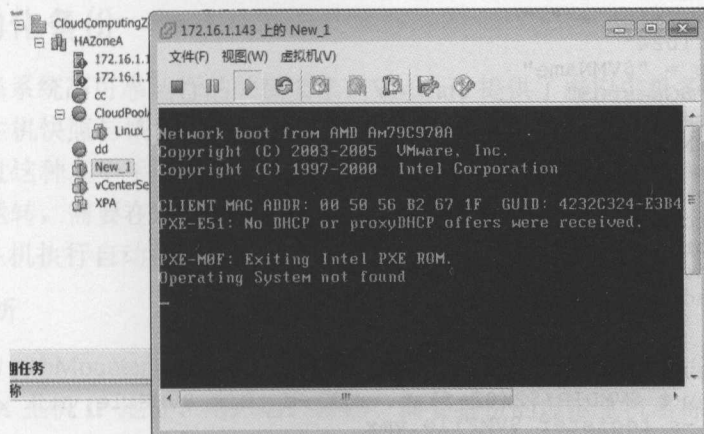 CloudComputingZ
HAZoneA
172.16.1.1
172.16.1.1
cc
CloudPoolA
Linux_
dd
New_1
vCenterSe
XPA
172.16.1.143 上的 New_1
文件(F) 视图(W) 虚拟机(V)
Network boot from AMD Am79C970A
Copyright (C) 2003-2005 VMware, Inc.
Copyright (C) 1997-2000 Intel Corporation
CLIENT MAC ADDR: 00 50 56 B2 67 1F GUID: 4232C324-E3B4
PXE-E51: No DHCP or proxyDHCP offers were received.
PXE-M0F: Exiting Intel PXE ROM.
Operating System not found
期任务
称